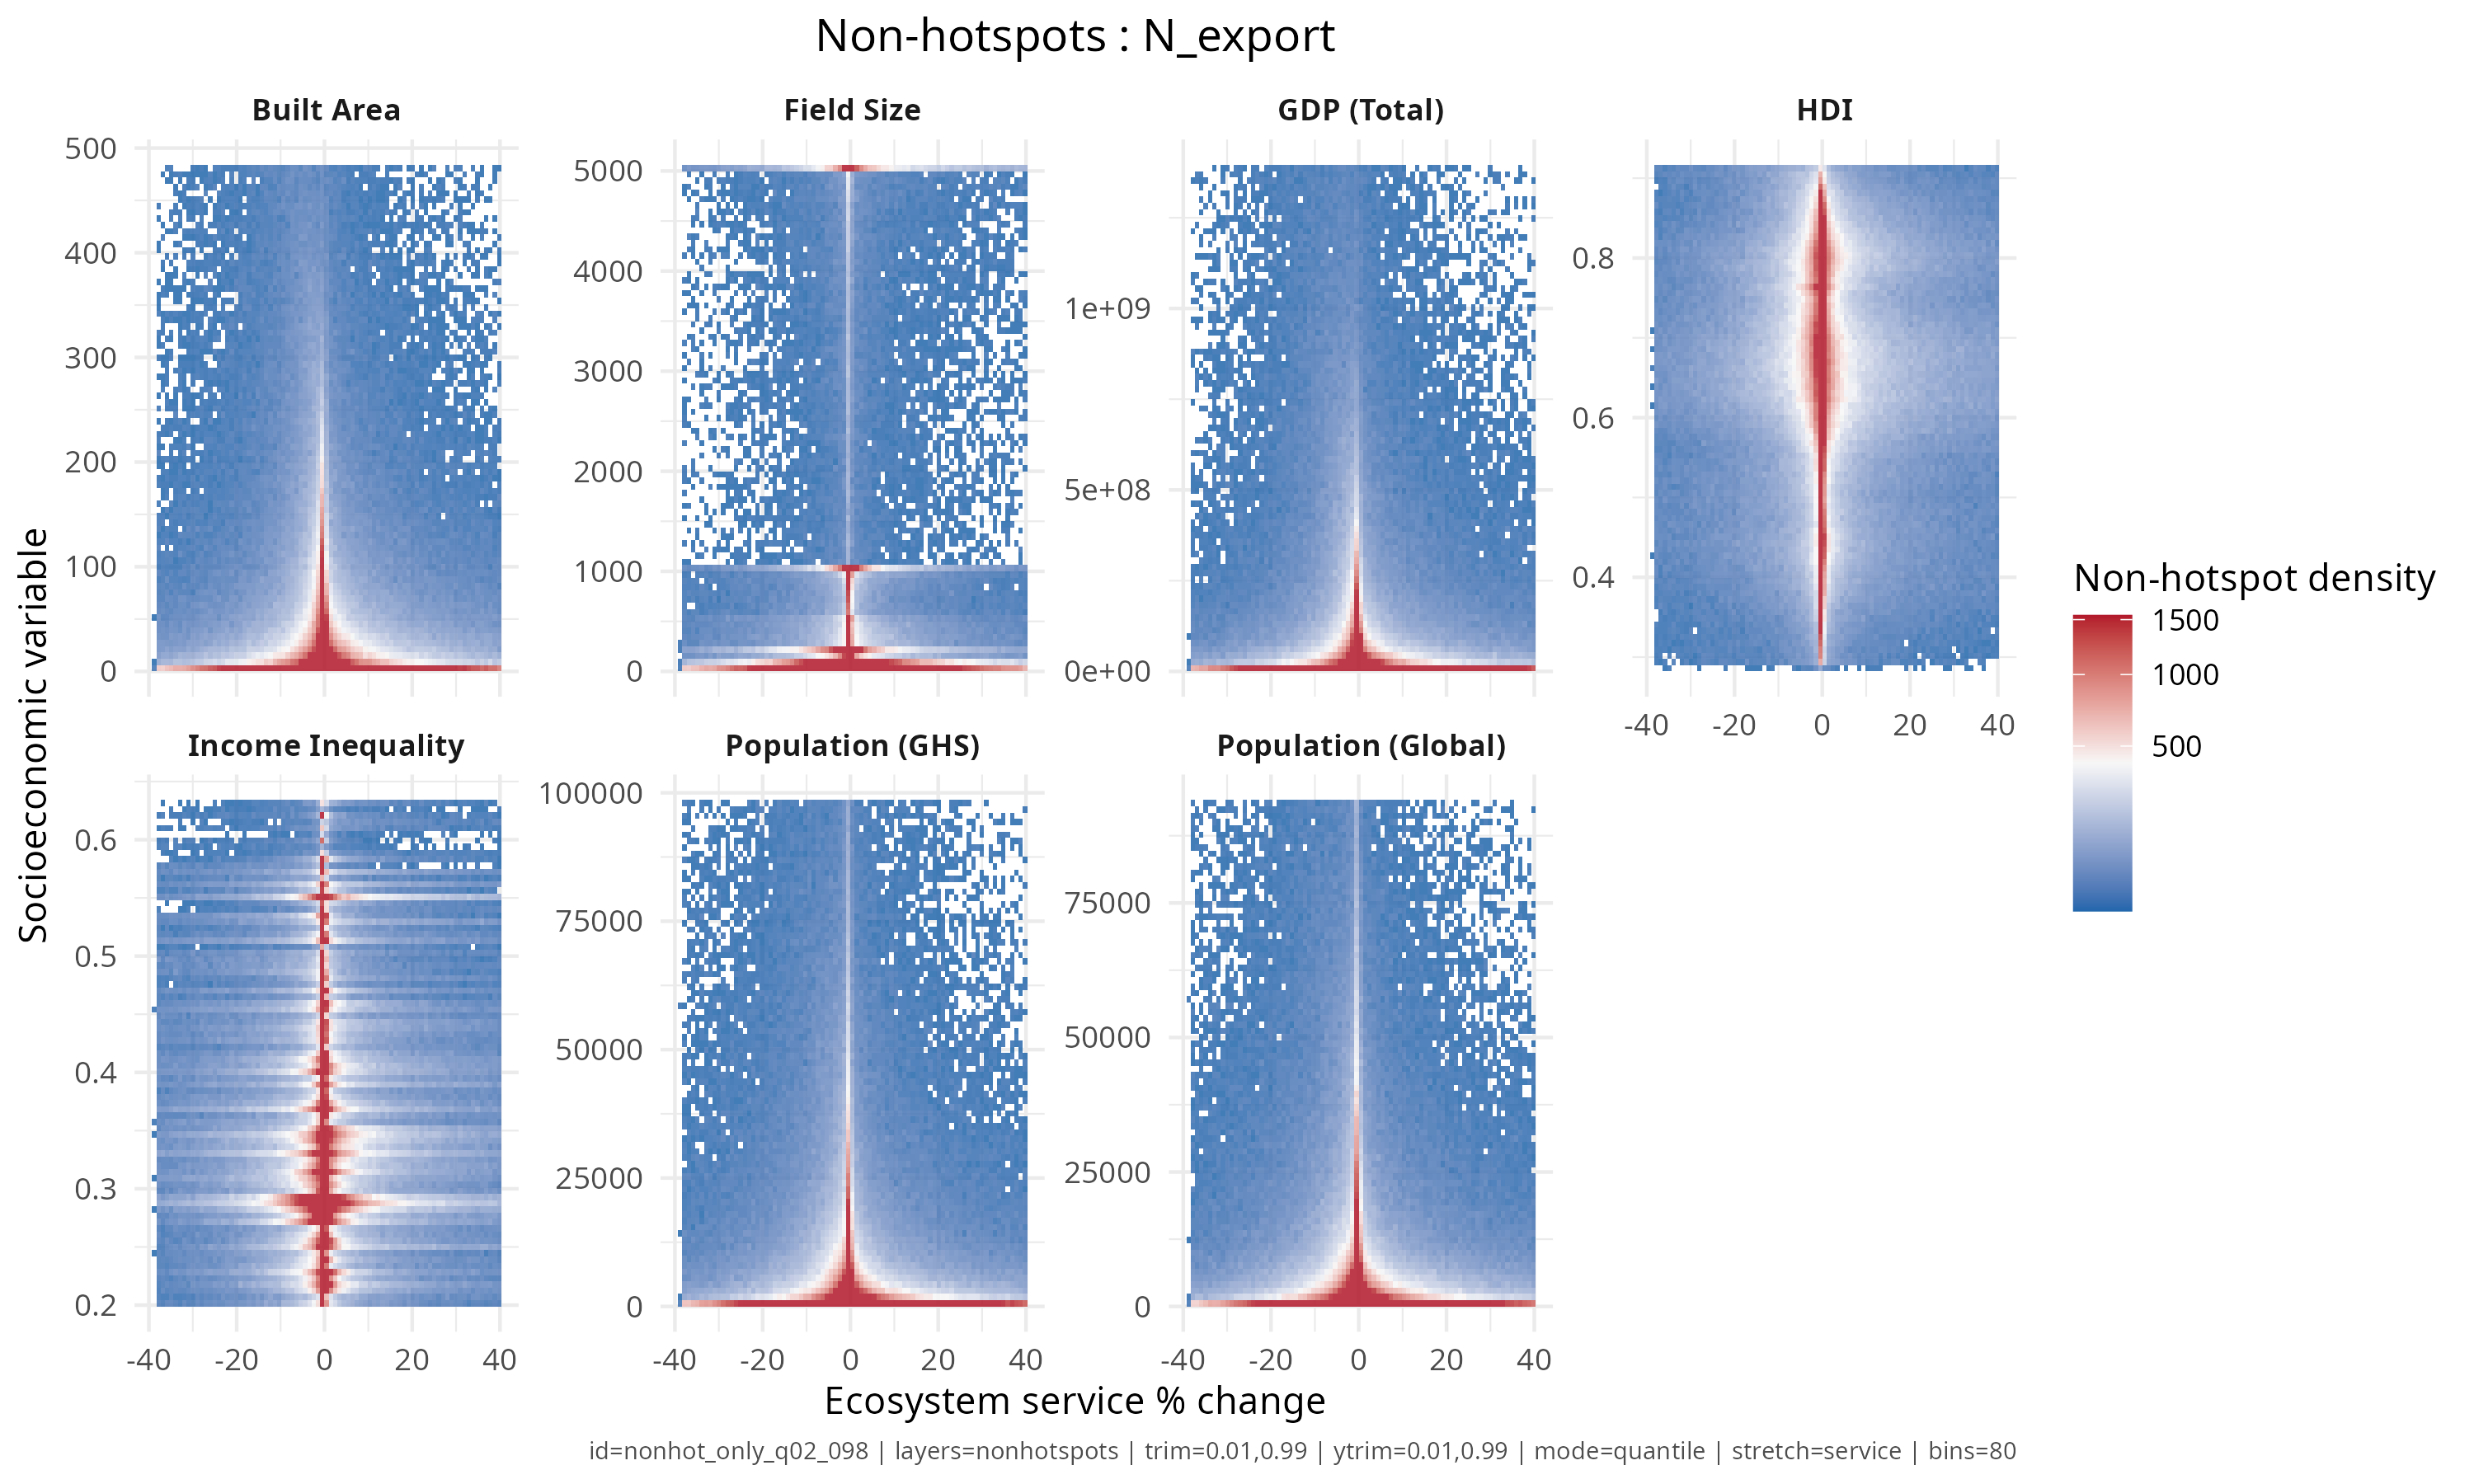 Non-hotspots : N_export
Built Area
Field Size
GDP (Total)
HDI
500
400
300
200
100
0
5000
4000
3000
2000
1000
0
1e+09
5e+08
0e+00
0.8
0.6
0.4
-40 -20 0 20 40
Socioeconomic variable
Non-hotspot density
1500
1000
500
Income Inequality
Population (GHS)
Population (Global)
0.6
0.5
0.4
0.3
0.2
100000
75000
50000
25000
0
75000
50000
25000
0
-40 -20 0 20 40
-40 -20 0 20 40
-40 -20 0 20 40
Ecosystem service % change
id=nonhot_only_q02_098 | layers=nonhotspots | trim=0.01,0.99 | ytrim=0.01,0.99 | mode=quantile | stretch=service | bins=80